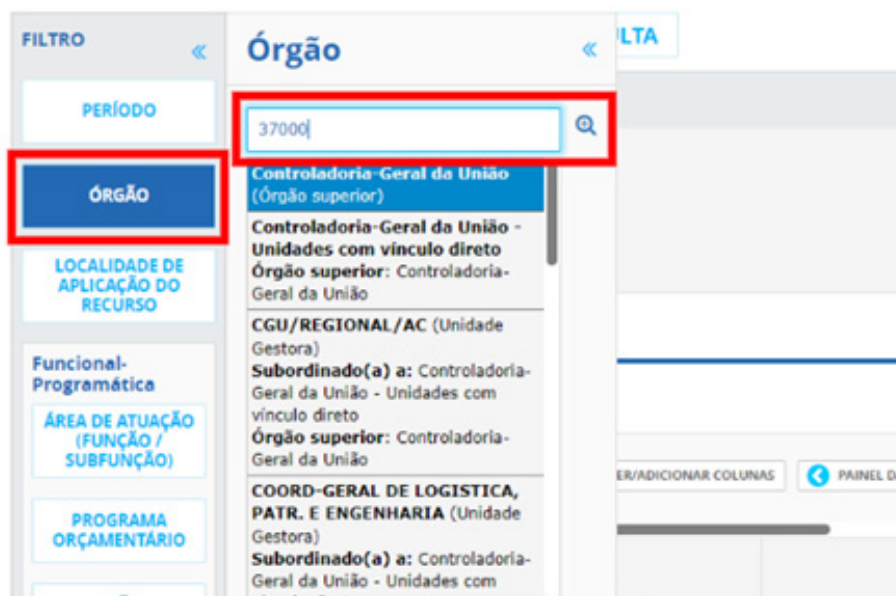 FILTRO
PERÍODO
ÓRGÃO
LOCALIDADE DE
APLICAÇÃO DO
RECURSO
Funcional-
Programática
ÁREA DE ATUAÇÃO
(FUNÇÃO /
SUBFUNÇÃO)
PROGRAMA
ORÇAMENTÁRIO
Órgão
37000
Controladoria-Geral da União
(Órgão superior)
Controladoria-Geral da União -
Unidades com vínculo direto
Órgão superior: Controladoria-
Geral da União
CGU/REGIONAL/AC (Unidade
Gestora)
Subordinado(a) a: Controladoria-
Geral da União - Unidades com
vínculo direto
Órgão superior: Controladoria-
Geral da União
COORD-GERAL DE LOGISTICA,
PATR. E ENGENHARIA (Unidade
Gestora)
Subordinado(a) a: Controladoria-
Geral da União - Unidades com
LTA
ER/ADICIONAR COLUNAS
PAINEL DA